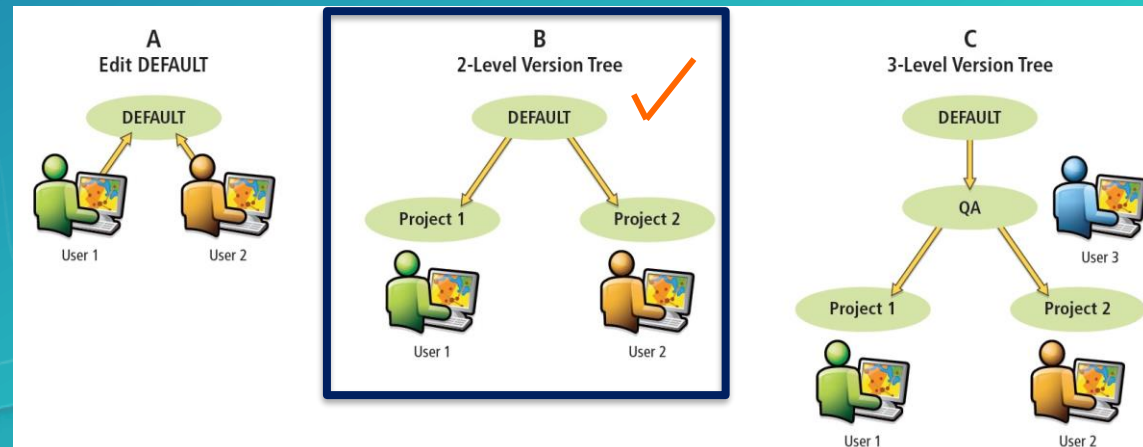 A
Edit DEFAULT
DEFAULT
User 1
User 2
B
2-Level Version Tree
DEFAULT
Project 1
Project 2
User 1
User 2
C
3-Level Version Tree
DEFAULT
QA
User 3
Project 1
Project 2
User 1
User 2